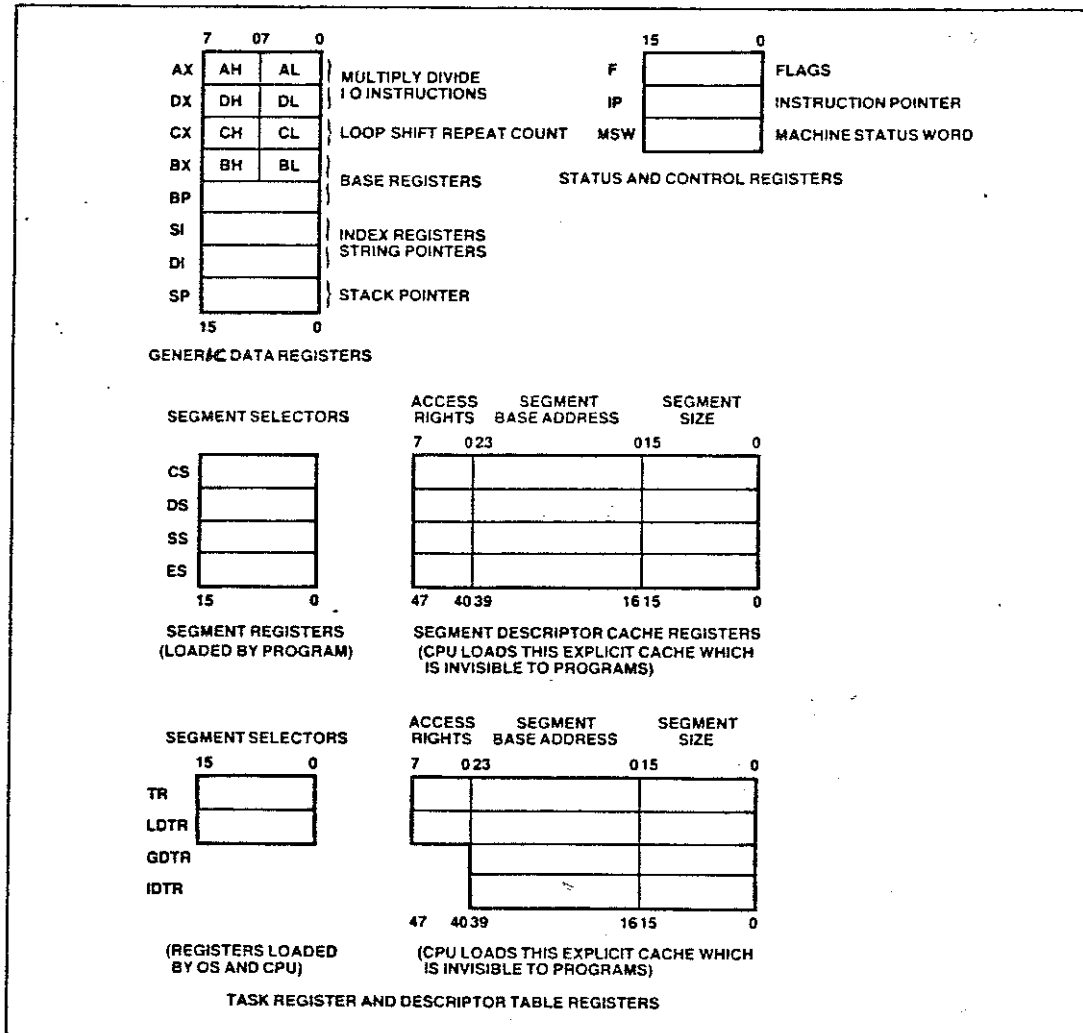 7 07 0
AX AH AL MULTIPLY DIVIDE
DX DH DL I O INSTRUCTIONS
CX CH CL LOOP SHIFT REPEAT COUNT
BX BH BL
BASE REGISTERS
BP
SI INDEX REGISTERS
DI STRING POINTERS
SP STACK POINTER
15 0
GENERIC DATA REGISTERS
15 0
F FLAGS
IP INSTRUCTION POINTER
MSW MACHINE STATUS WORD
STATUS AND CONTROL REGISTERS
SEGMENT SELECTORS
CS
DS
SS
ES
15 0
SEGMENT REGISTERS
(LOADED BY PROGRAM)
ACCESS SEGMENT SEGMENT
RIGHTS BASE ADDRESS SIZE
7 0 23 0 15 0
47 40 39 16 15 0
SEGMENT DESCRIPTOR CACHE REGISTERS
(CPU LOADS THIS EXPLICIT CACHE WHICH
IS INVISIBLE TO PROGRAMS)
SEGMENT SELECTORS
15 0
TR
LDTR
GDTR
IDTR
(REGISTERS LOADED
BY OS AND CPU)
ACCESS SEGMENT SEGMENT
RIGHTS BASE ADDRESS SIZE
7 0 23 0 15 0
47 40 39 16 15 0
(CPU LOADS THIS EXPLICIT CACHE WHICH
IS INVISIBLE TO PROGRAMS)
TASK REGISTER AND DESCRIPTOR TABLE REGISTERS